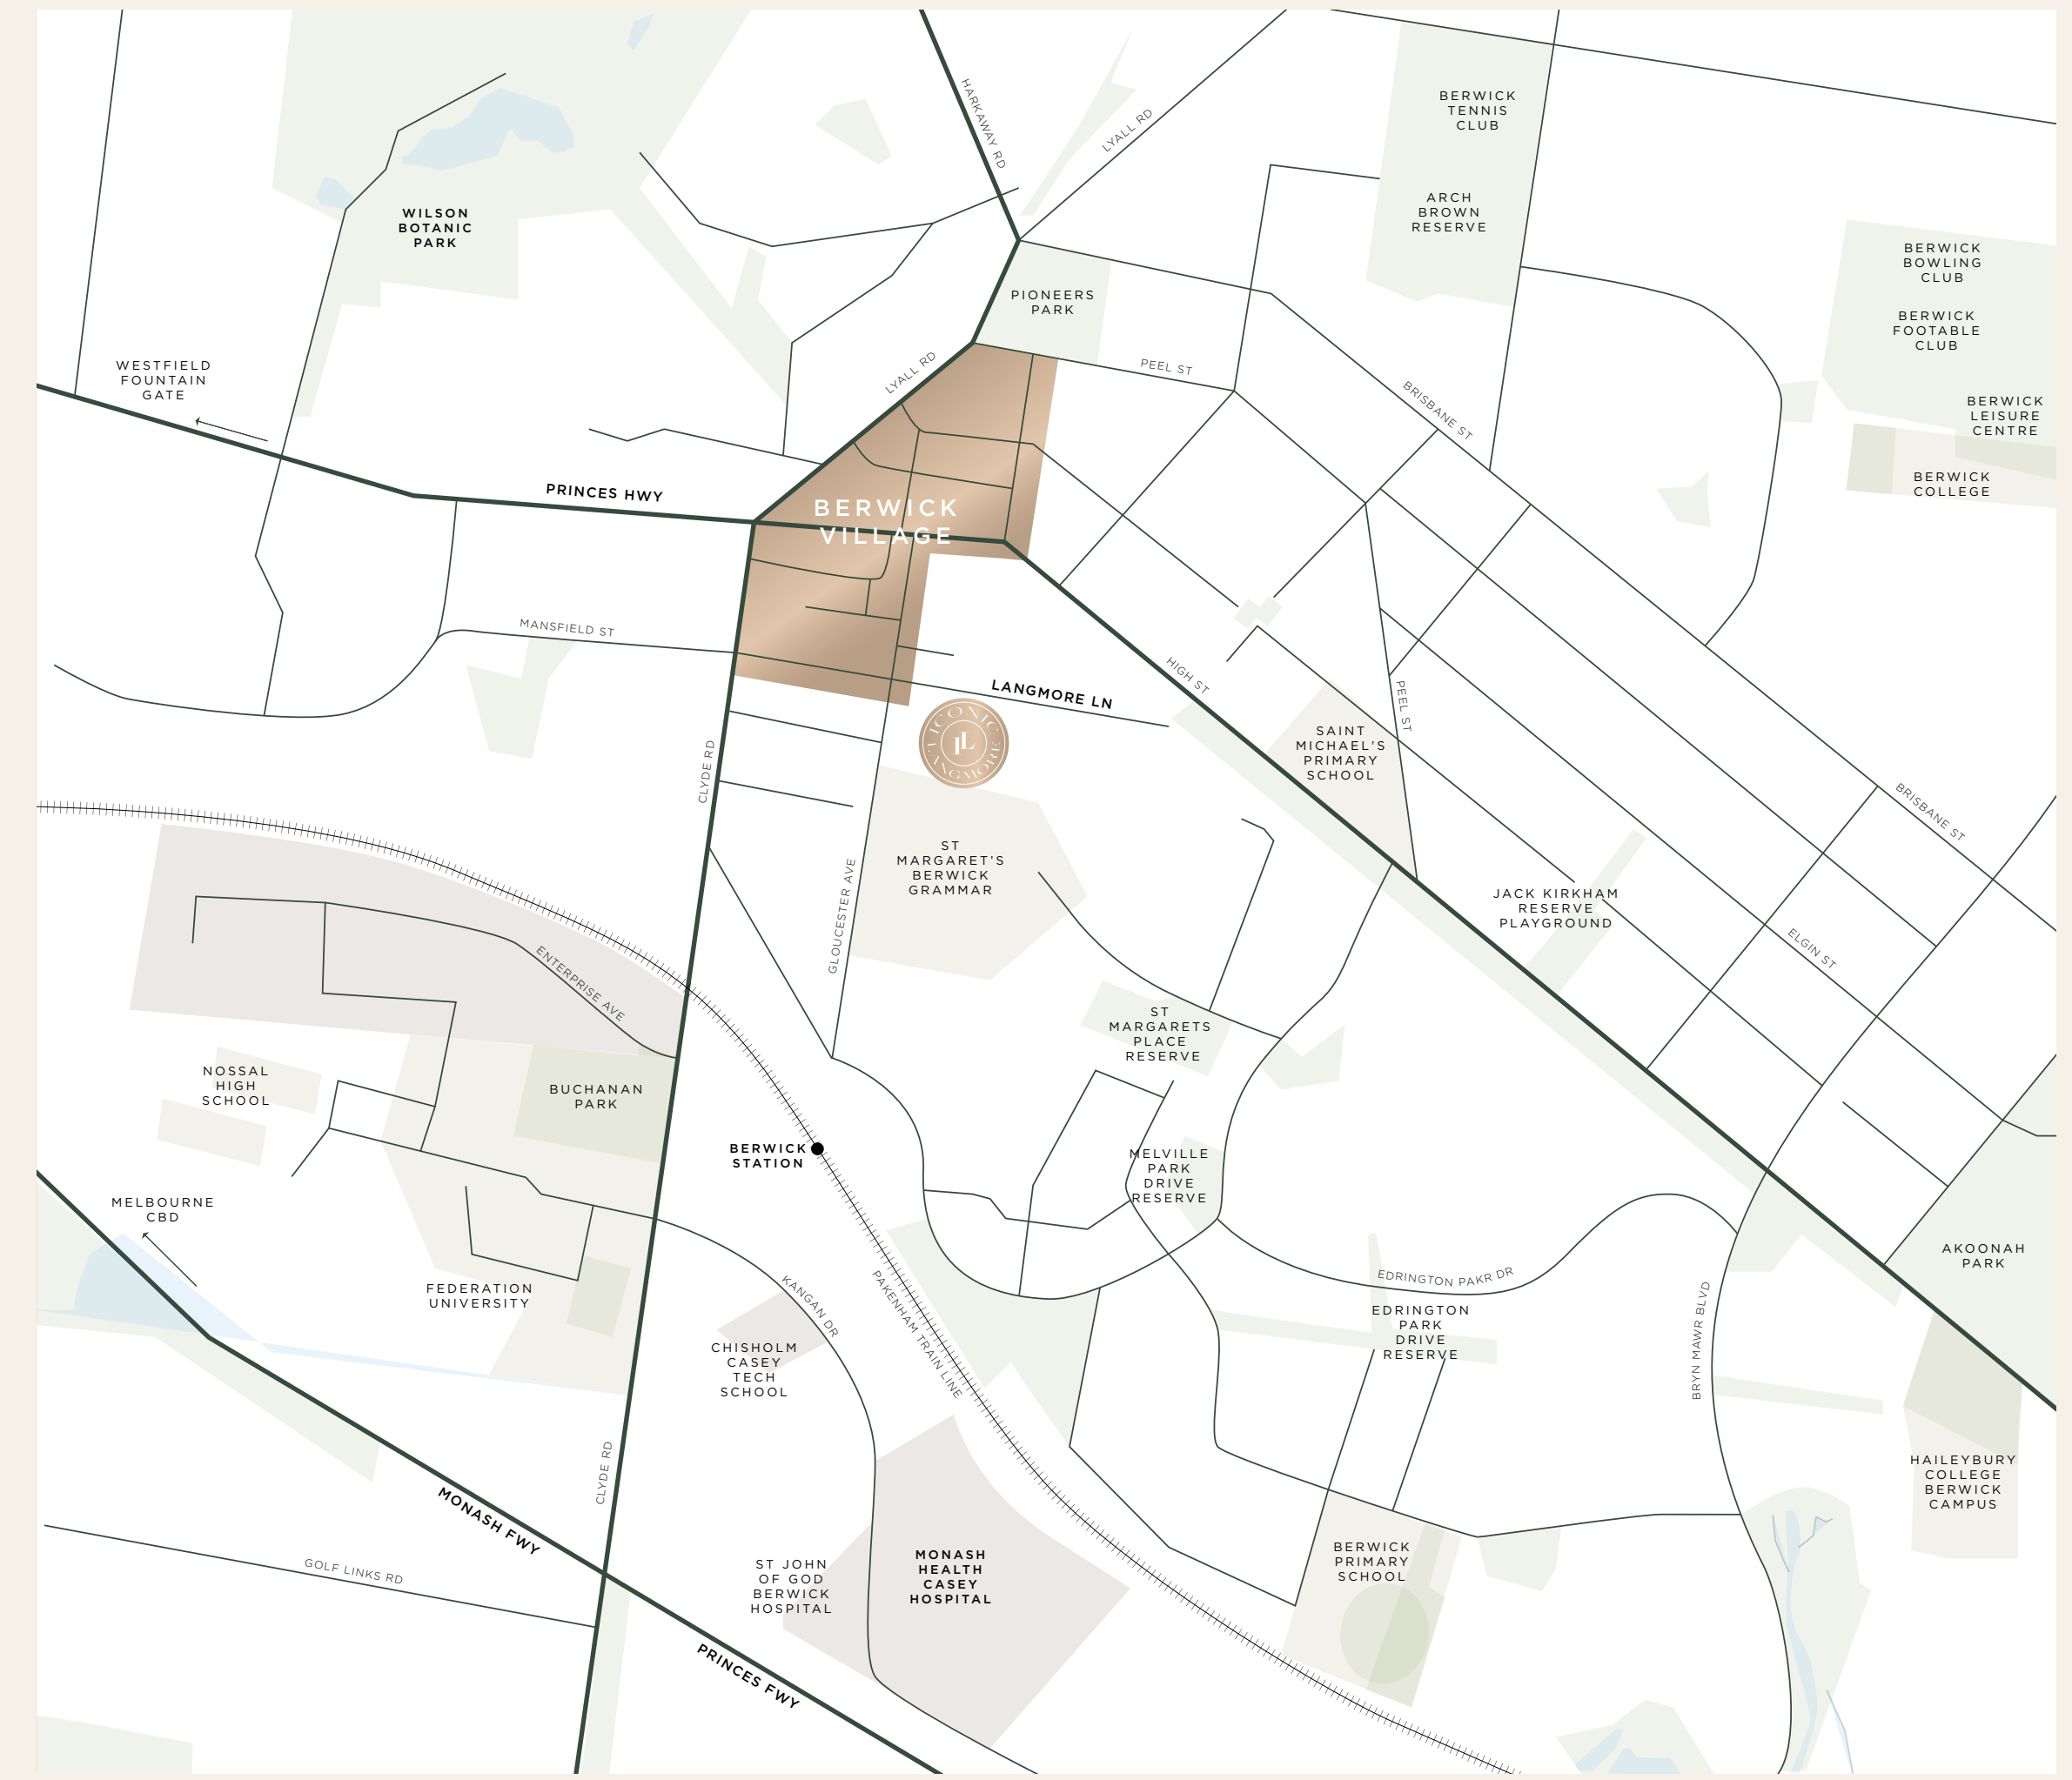 HARKAWAY RD
LYALL RD
BERWICK
TENNIS
CLUB
ARCH
BROWN
RESERVE
WILSON
BOTANIC
PARK
BERWICK
BOWLING
CLUB
PIONEERS
PARK
BERWICK
FOOTABLE
CLUB
WESTFIELD
FOUNTAIN
GATE
LYALL RD
PEEL ST
BRISBANE ST
BERWICK
LEISURE
CENTRE
BERWICK
COLLEGE
PRINCES HWY
BERWICK
VILLAGE
MANSFIELD ST
LANGMORE LN
HIGH ST
PEEL ST
ICONIC
LANGMORE
SAINT
MICHAEL'S
PRIMARY
SCHOOL
CLYDE RD
BRISBANE ST
ST
MARGARET'S
BERWICK
GRAMMAR
GLOUCESTER AVE
JACK KIRKHAM
RESERVE
PLAYGROUND
ELGIN ST
ENTERPRISE AVE
ST
MARGARETS
PLACE
RESERVE
NOSSAL
HIGH
SCHOOL
BUCHANAN
PARK
BERWICK
STATION
MELVILLE
PARK
DRIVE
RESERVE
MELBOURNE
CBD
AKOONAH
PARK
FEDERATION
UNIVERSITY
KANGAN DR
PAKENHAM TRAIN LINE
EDRINGTON PAKR DR
EDRINGTON
PARK
DRIVE
RESERVE
BRYN MAWR BLVD
CHISHOLM
CASEY
TECH
SCHOOL
CLYDE RD
HAILEYBURY
COLLEGE
BERWICK
CAMPUS
MONASH FWY
GOLF LINKS RD
ST JOHN
OF GOD
BERWICK
HOSPITAL
MONASH
HEALTH
CASEY
HOSPITAL
BERWICK
PRIMARY
SCHOOL
PRINCES FWY